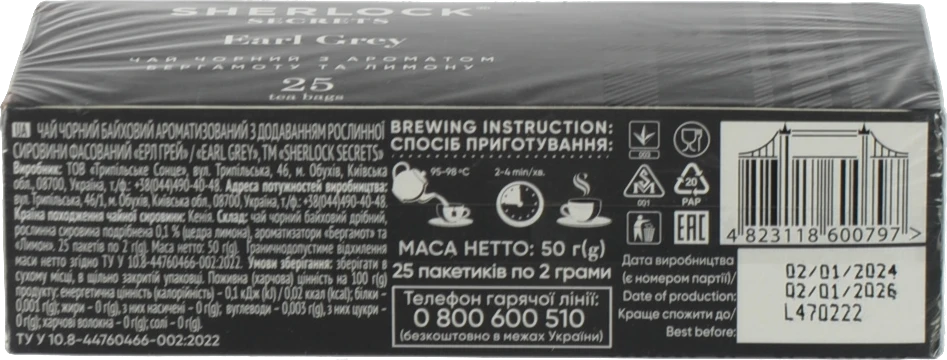 SHERLOCK
SECRETS
Earl Grey
ЧАЙ ЧОРНИЙ З АРОМАТОМ
БЕРГАМОТУ ТА ЛИМОНУ
25
tea bags
UA ЧАЙ ЧОРНИЙ БАЙХОВИЙ АРОМАТИЗОВАНИЙ З ДОДАВАННЯМ РОСЛИННОЇ
СИРОВИНИ ФАСОВАНИЙ «ЕРЛ ГРЕЙ» / «EARL GREY», ТМ «SHERLOCK SECRETS»
Виробник: ТОВ «Трипільське Сонце», вул. Трипільська, 46, м. Обухів, Київська
обл., 08700, Україна, т./ф.: +38(044)490-40-48. Адреса потужностей виробництва:
вул. Трипільська, 46/1, м. Обухів, Київська обл., 08700, Україна, т./ф.: +38(044)490-40-48.
Країна походження чайної сировини: Кенія. Склад: чай чорний байховий дрібний,
рослинна сировина подрібнена 0,1 % (цедра лимона), ароматизатори «Бергамот» та
«Лимон». 25 пакетів по 2 г(g). Маса нетто: 50 г(g). Граничнодопустиме відхилення
маси нетто згідно ТУ У 10.8-44760466-002:2022. Умови зберігання: зберігати в
сухому місці, в щільно закритій упаковці. Поживна (харчова) цінність на 100 г(g)
продукту: енергетична цінність (калорійність) – 0,1 кДж (kJ) / 0,02 ккал (kcal); білки –
0,001 г(g); жири – 0 г(g), з них насичені – 0 г(g); вуглеводи – 0,003 г(g), з них цукри –
0 г(g); харчові волокна – 0 г(g); солі – 0 г(g).
ТУ У 10.8-44760466-002:2022
BREWING INSTRUCTION:
СПОСІБ ПРИГОТУВАННЯ:
95-98 °C
2-4 min/хв.
МАСА НЕТТО: 50 г(g)
25 пакетиків по 2 грами
Телефон гарячої лінії:
0 800 600 510
(безкоштовно в межах України)
003
001
20
PAP
EAC
4 823118 600797 >
Дата виробництва
(є номером партії)/
Date of production:
Краще спожити до/
Best before:
02/01/2024
02/01/2026
L470222